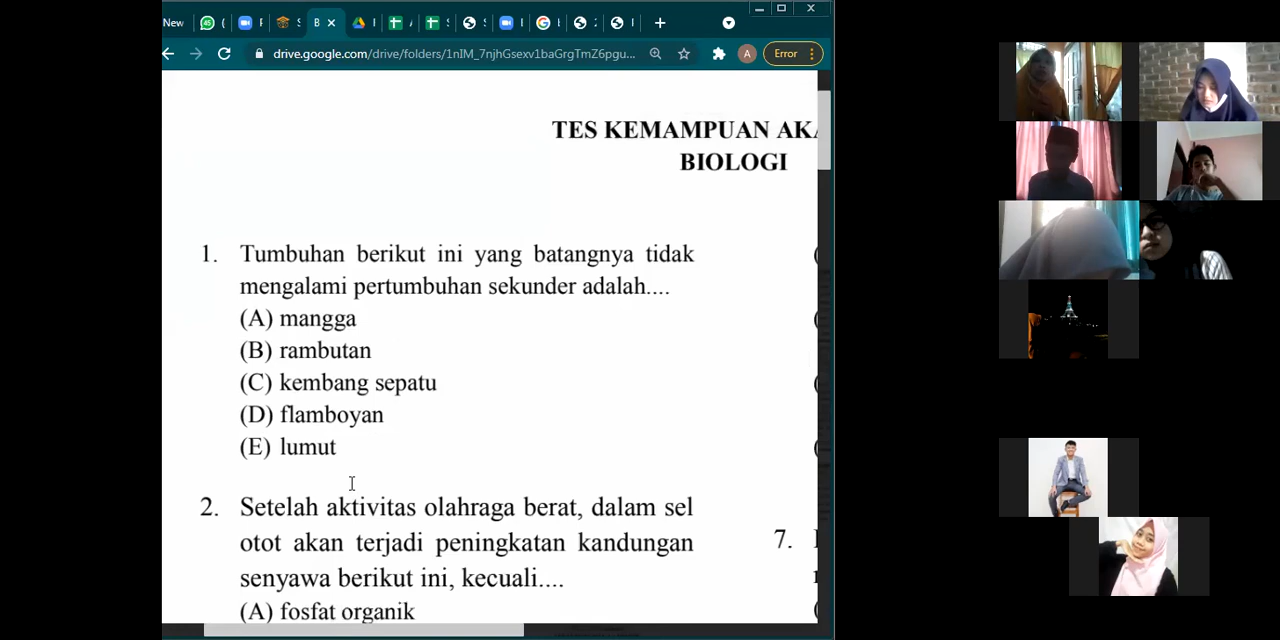 New
drive.google.com/drive/folders/1nIM_7njhGsexv1baGrgTmZ6pgu...
A
Error
TES KEMAMPUAN AKA
BIOLOGI
1. Tumbuhan berikut ini yang batangnya tidak
mengalami pertumbuhan sekunder adalah....
(A) mangga
(B) rambutan
(C) kembang sepatu
(D) flamboyan
(E) lumut
2. Setelah aktivitas olahraga berat, dalam sel
otot akan terjadi peningkatan kandungan
senyawa berikut ini, kecuali....
(A) fosfat organik
7.